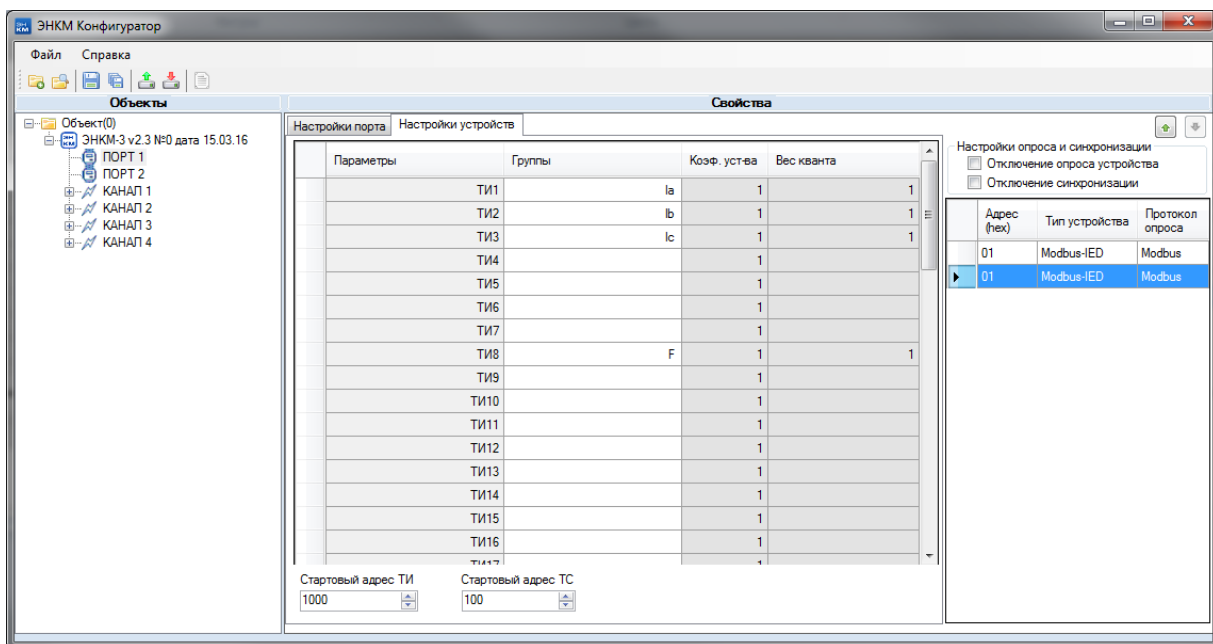 ЭНКМ Конфигуратор
Файл Справка
Объекты
Свойства
Объект(0)
ЭНКМ-3 v2.3 №0 дата 15.03.16
ПОРТ 1
ПОРТ 2
КАНАЛ 1
КАНАЛ 2
КАНАЛ 3
КАНАЛ 4
Настройки порта Настройки устройств
Параметры Группы Коэф. уст-ва Вес кванта
ТИ1 Ia 1 1
ТИ2 Ib 1 1
ТИ3 Ic 1 1
ТИ4 1
ТИ5 1
ТИ6 1
ТИ7 1
ТИ8 F 1 1
ТИ9 1
ТИ10 1
ТИ11 1
ТИ12 1
ТИ13 1
ТИ14 1
ТИ15 1
ТИ16 1
ТИ17 1
Стартовый адрес ТИ Стартовый адрес ТС
1000 100
Настройки опроса и синхронизации
Отключение опроса устройства
Отключение синхронизации
Адрес (hex) Тип устройства Протокол опроса
01 Modbus-IED Modbus
01 Modbus-IED Modbus